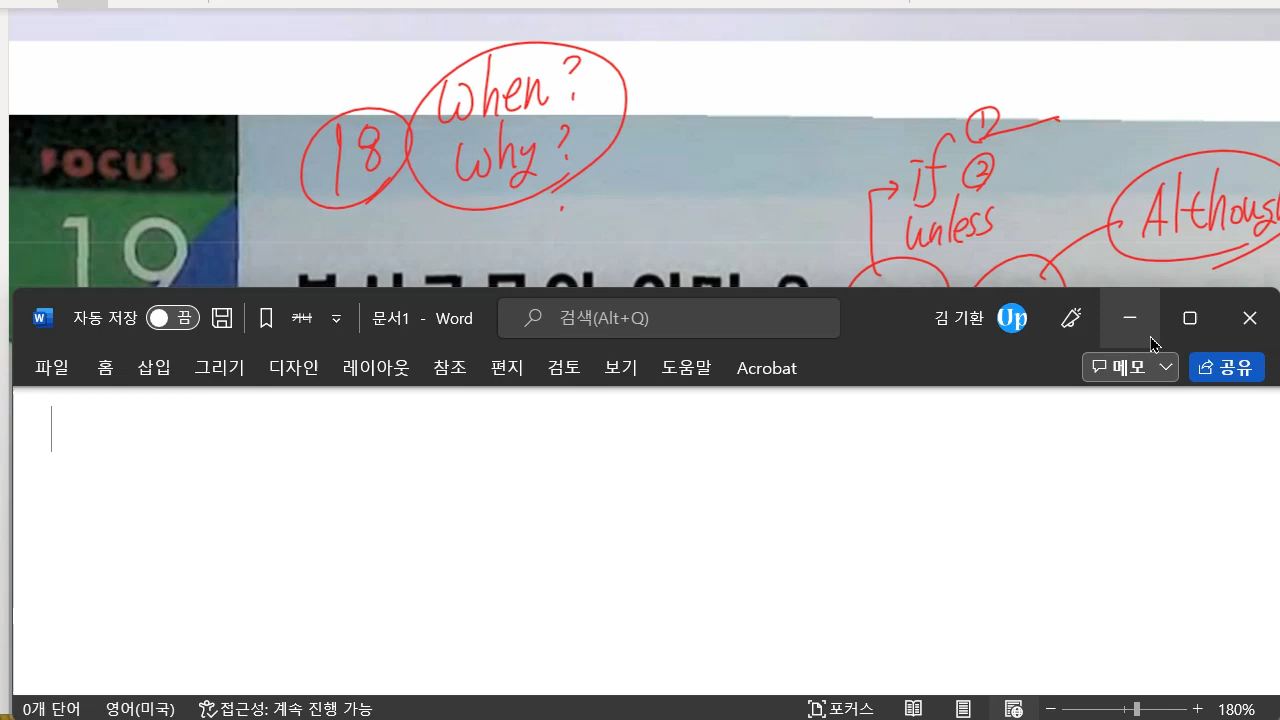 when?
18
why?
if ①
②
unless
FOCUS
19
자동 저장 끔 문서1 - Word 검색(Alt+Q) 김 기환 Up
파일 홈 삽입 그리기 디자인 레이아웃 참조 편지 검토 보기 도움말 Acrobat 메모 공유
0개 단어 영어(미국) 접근성: 계속 진행 가능 포커스 180%